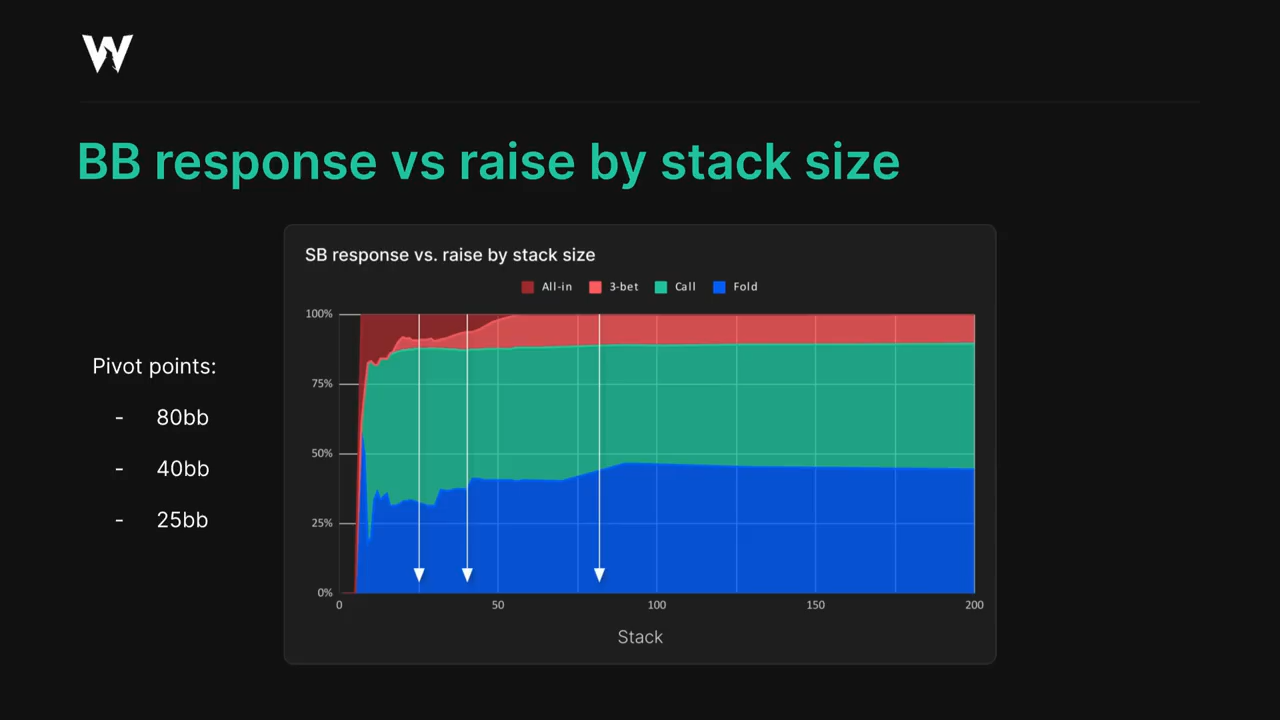 W
BB response vs raise by stack size
SB response vs. raise by stack size
All-in 3-bet Call Fold
100%
75%
50%
25%
0%
0 50 100 150 200
Stack
Pivot points:
- 80bb
- 40bb
- 25bb